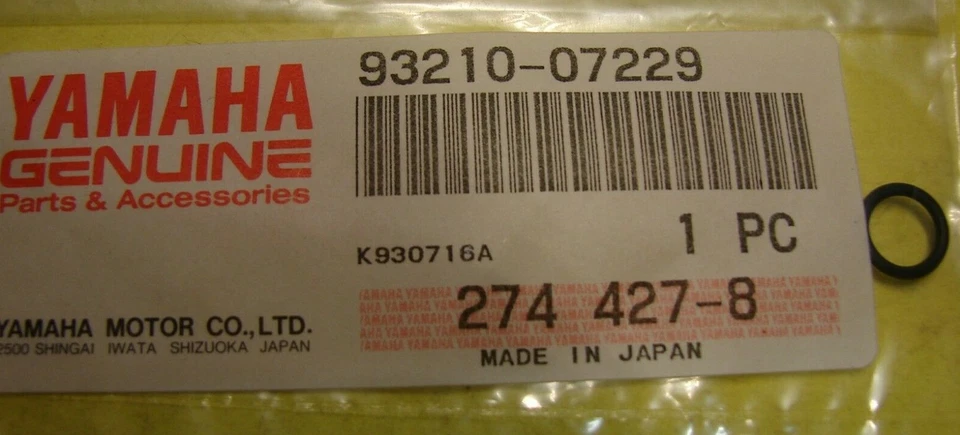 YAMAHA
GENUINE
Parts & Accessories
93210-07229
1 PC
K930716A
274 427-8
MADE IN JAPAN
YAMAHA MOTOR CO., LTD.
2500 SHINGAI IWATA SHIZUOKA JAPAN